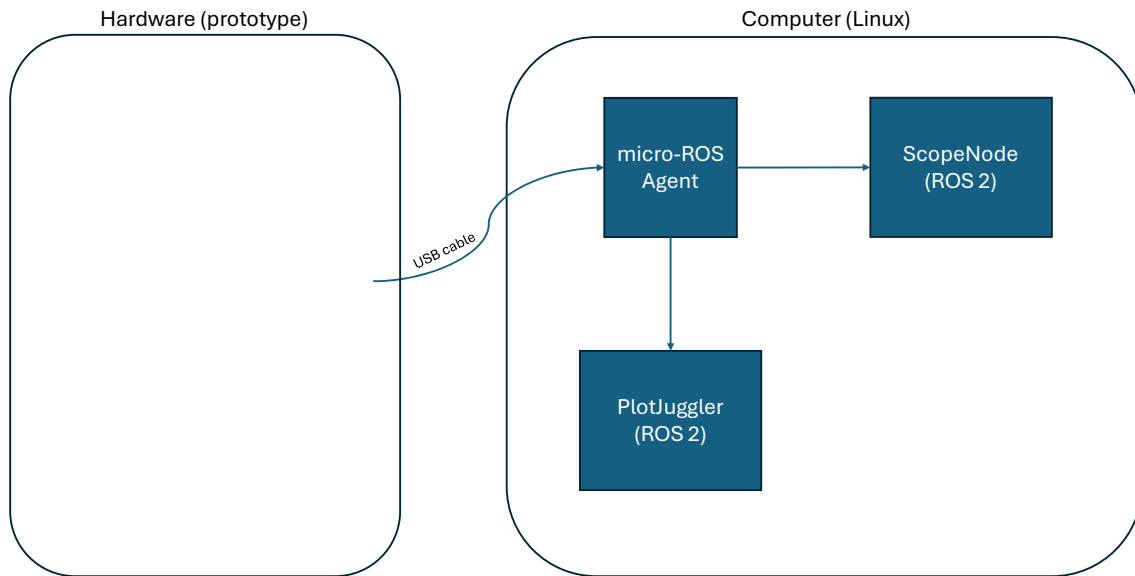 Hardware (prototype)
Computer (Linux)
micro-ROS
Agent
ScopeNode
(ROS 2)
USB cable
PlotJuggler
(ROS 2)